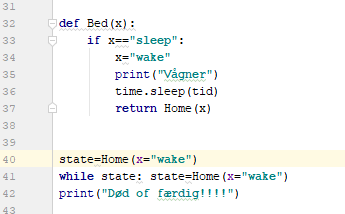 31
32 def Bed(x):
33 if x=="sleep":
34 x="wake"
35 print("Vågner")
36 time.sleep(tid)
37 return Home(x)
38
39
40 state=Home(x="wake")
41 while state: state=Home(x="wake")
42 print("Død of færdig!!!!")
43